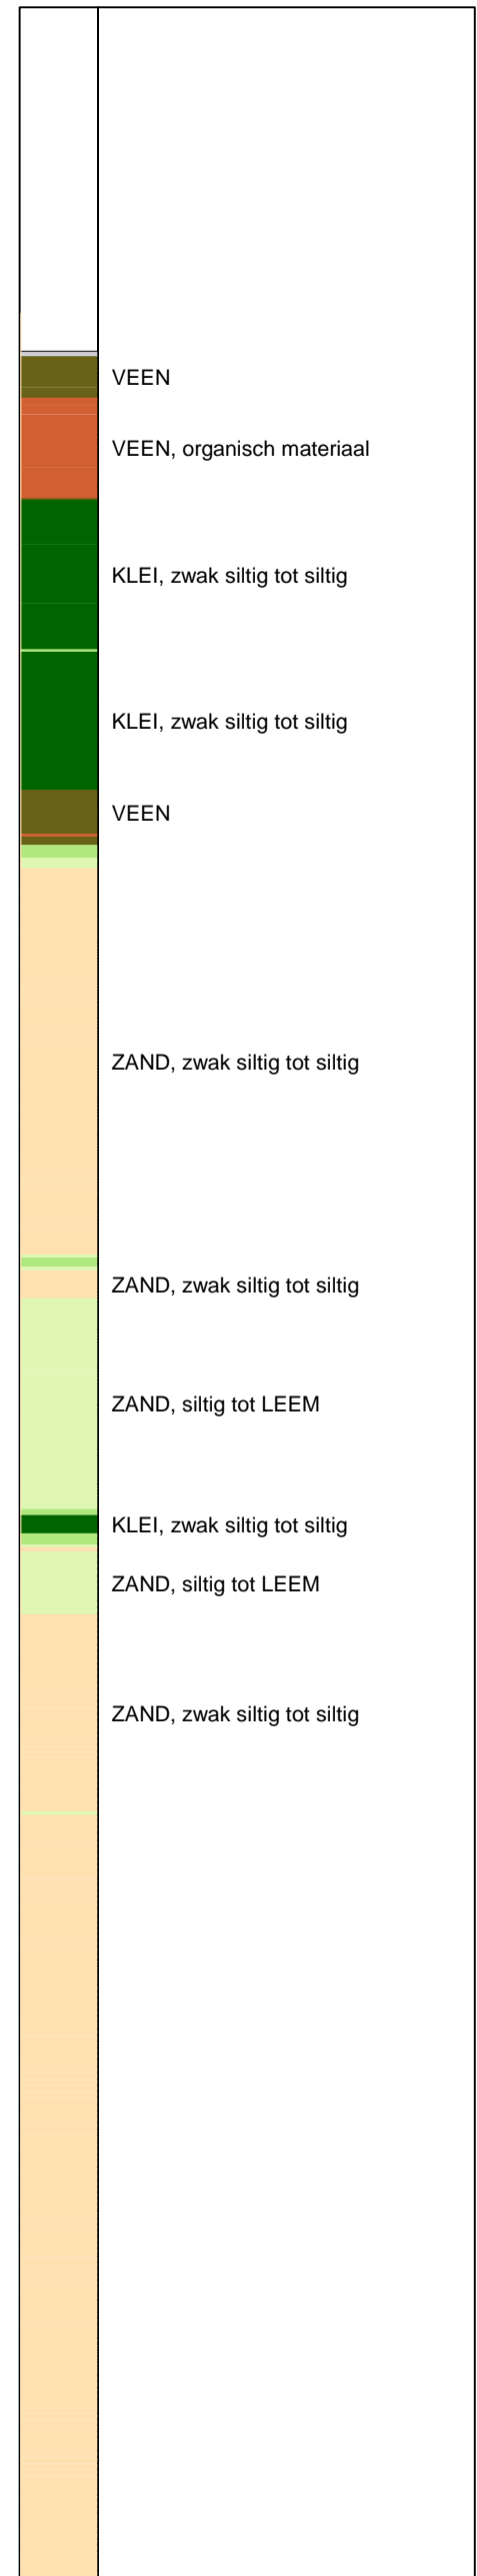 VEEN
VEEN, organisch materiaal
KLEI, zwak siltig tot siltig
KLEI, zwak siltig tot siltig
VEEN
ZAND, zwak siltig tot siltig
ZAND, zwak siltig tot siltig
ZAND, siltig tot LEEM
KLEI, zwak siltig tot siltig
ZAND, siltig tot LEEM
ZAND, zwak siltig tot siltig